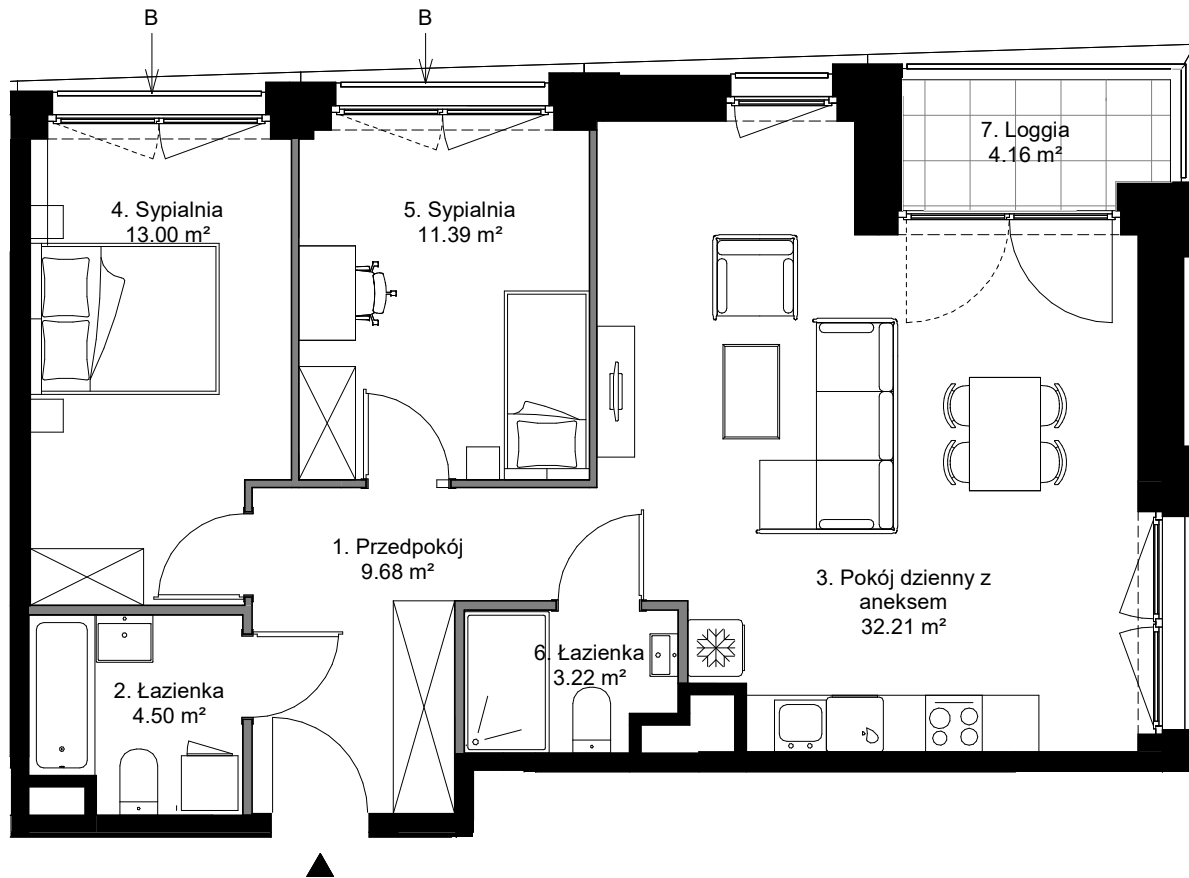 B
B
7. Loggia
4.16 m²
4. Sypialnia
13.00 m²
5. Sypialnia
11.39 m²
1. Przedpokój
9.68 m²
3. Pokój dzienny z
aneksem
32.21 m²
6. Łazienka
3.22 m²
2. Łazienka
4.50 m²